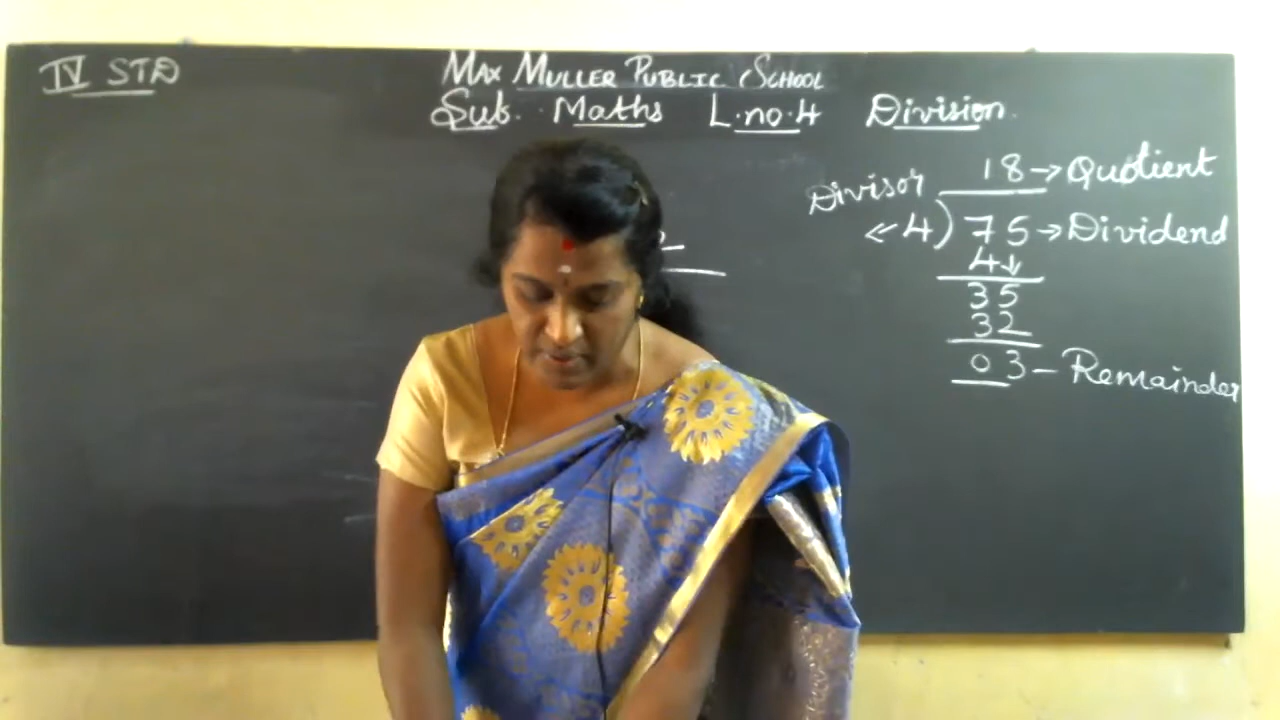 IV STD
MAX MULLER PUBLIC SCHOOL
Sub. Maths L.no.4 Division.
18 → Quotient
Divisor
← 4) 75 → Dividend
4↓
35
32
03 - Remainder